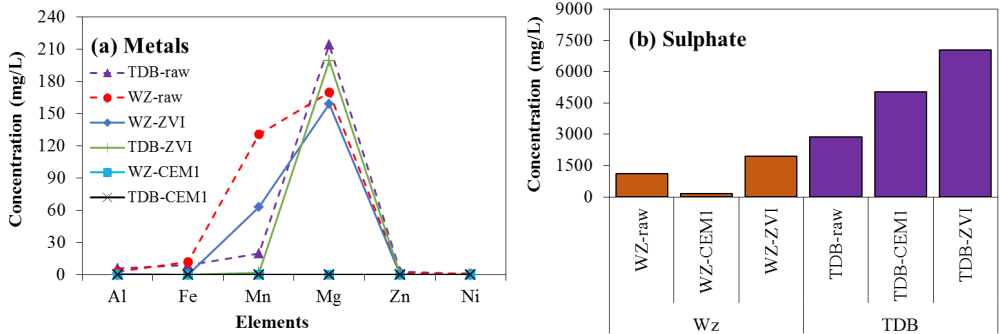 (a) Metals
TDB-raw
WZ-raw
WZ-ZVI
TDB-ZVI
WZ-CEM1
TDB-CEM1
Concentration (mg/L)
240
210
180
150
120
90
60
30
0
Al Fe Mn Mg Zn Ni
Elements
(b) Sulphate
Concentration (mg/L)
9000
7500
6000
4500
3000
1500
0
WZ-raw
WZ-CEM1
WZ-ZVI
TDB-raw
TDB-CEM1
TDB-ZVI
Wz TDB